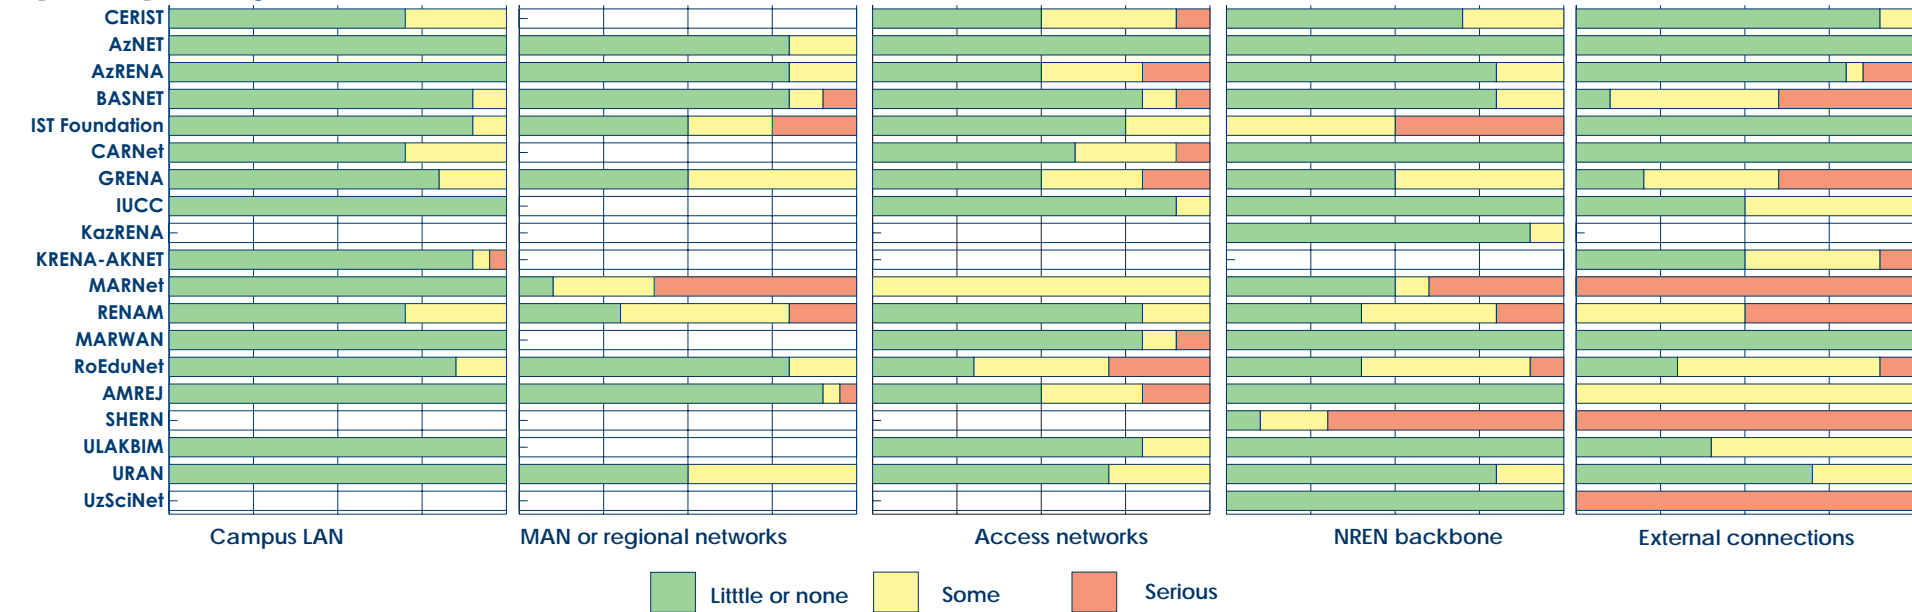 CERIST
AzNET
AzRENA
BASNET
IST Foundation
CARNet
GRENA
IUCC
KazRENA
KRENA-AKNET
MARNet
RENAM
MARWAN
RoEduNet
AMREJ
SHERN
ULAKBIM
URAN
UzSciNet
Campus LAN MAN or regional networks Access networks NREN backbone External connections
Litttle or none Some Serious